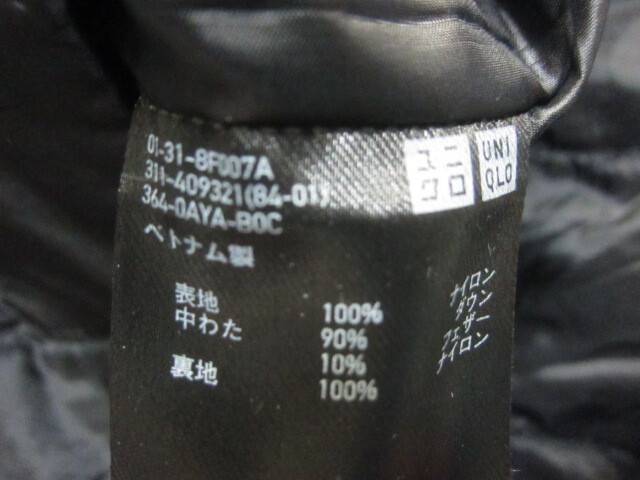 01-31-8F007A
311-409321(84-01)
364-0AYA-B0C
ベトナム製
ユニ
クロ
UNI
QLO
表地 100% ナイロン
中わた 90% ダウン
10% フェザー
裏地 100% ナイロン